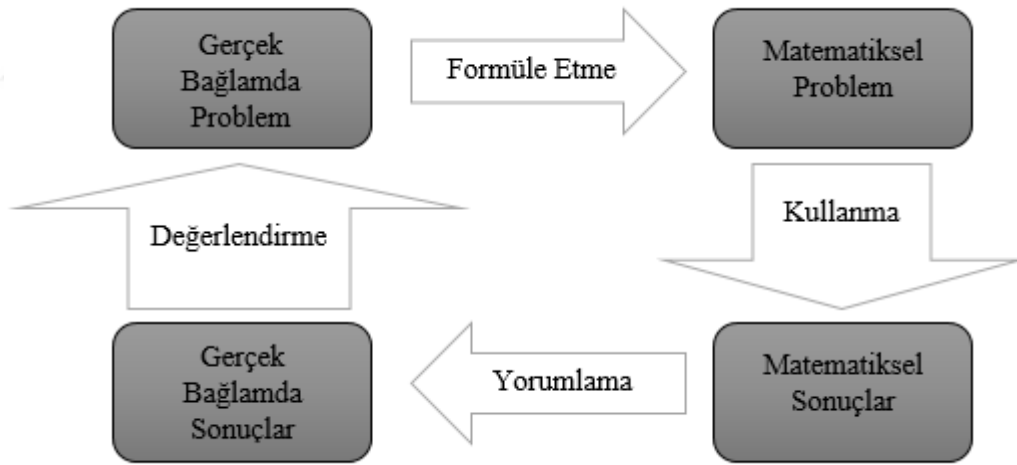 Gerçek
Bağlamda
Problem
Formüle Etme
Matematiksel
Problem
Değerlendirme
Kullanma
Gerçek
Bağlamda
Sonuçlar
Yorumlama
Matematiksel
Sonuçlar